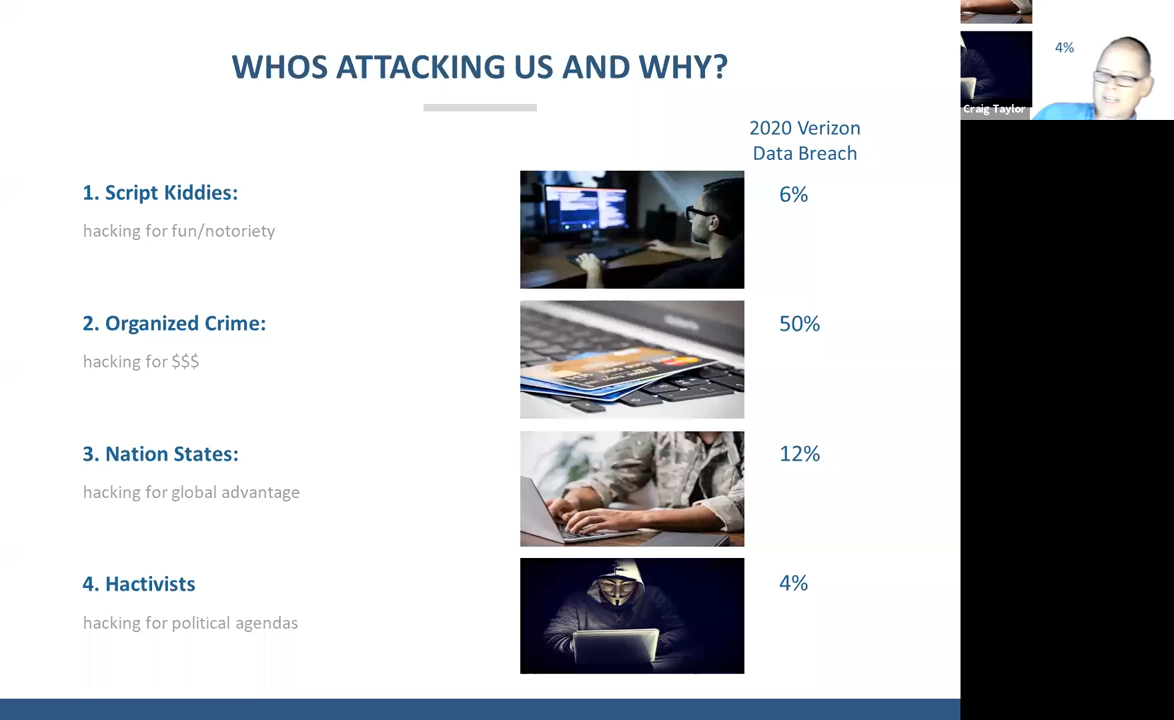 WHOS ATTACKING US AND WHY?
2020 Verizon
Data Breach
1. Script Kiddies:
hacking for fun/notoriety
6%
2. Organized Crime:
hacking for $$$
50%
3. Nation States:
hacking for global advantage
12%
4. Hactivists
hacking for political agendas
4%
4%
Craig Taylor